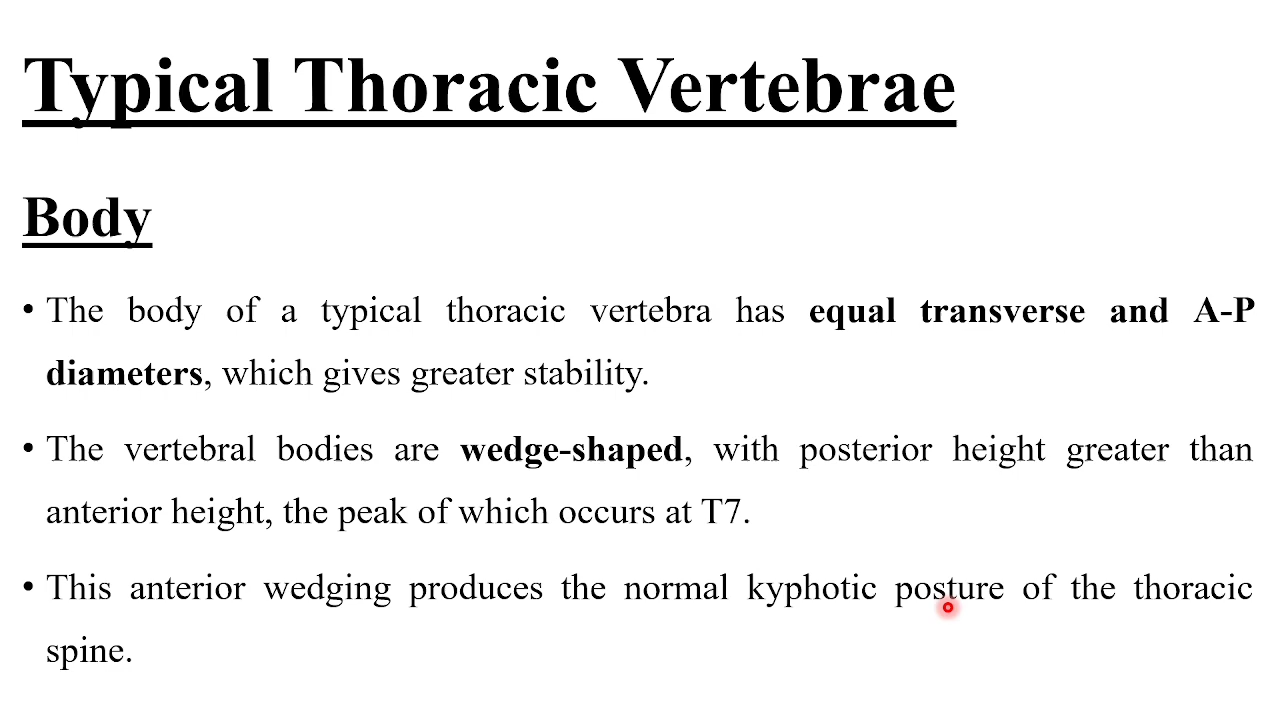 Typical Thoracic Vertebrae
Body
• The body of a typical thoracic vertebra has equal transverse and A-P
diameters, which gives greater stability.
• The vertebral bodies are wedge-shaped, with posterior height greater than
anterior height, the peak of which occurs at T7.
• This anterior wedging produces the normal kyphotic posture of the thoracic
spine.